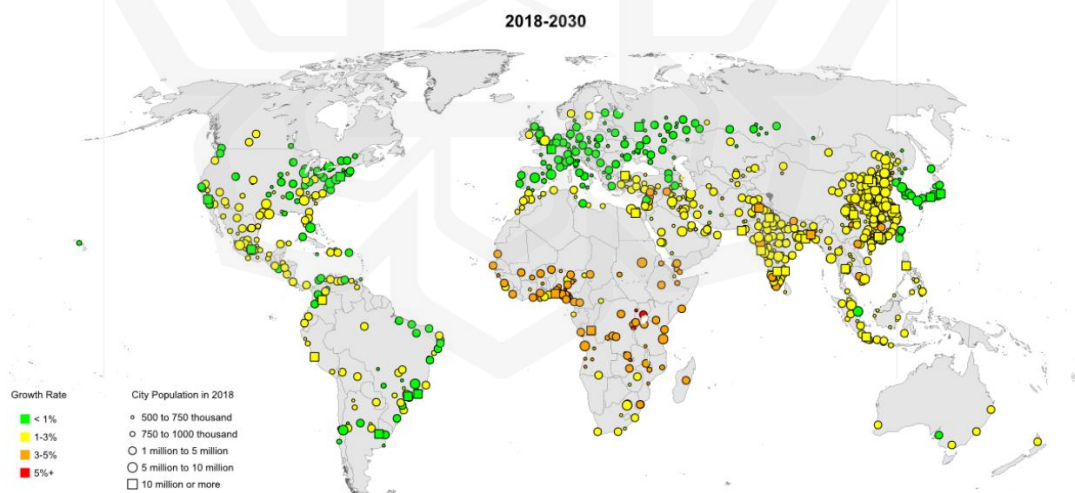 2018-2030
Growth Rate
< 1%
1-3%
3-5%
5%+
City Population in 2018
500 to 750 thousand
750 to 1000 thousand
1 million to 5 million
5 million to 10 million
10 million or more